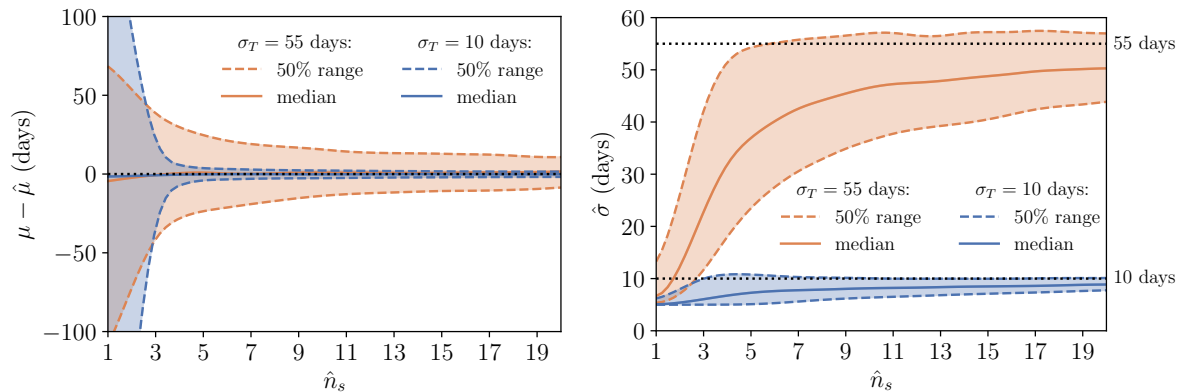 100
50
0
−50
−100
μ − μ̂ (days)
σ_T = 55 days:
50% range
median
σ_T = 10 days:
50% range
median
1 3 5 7 9 11 13 15 17 19
n̂_s
60
50
40
30
20
10
0
σ̂ (days)
55 days
σ_T = 55 days:
50% range
median
σ_T = 10 days:
50% range
median
10 days
1 3 5 7 9 11 13 15 17 19
n̂_s